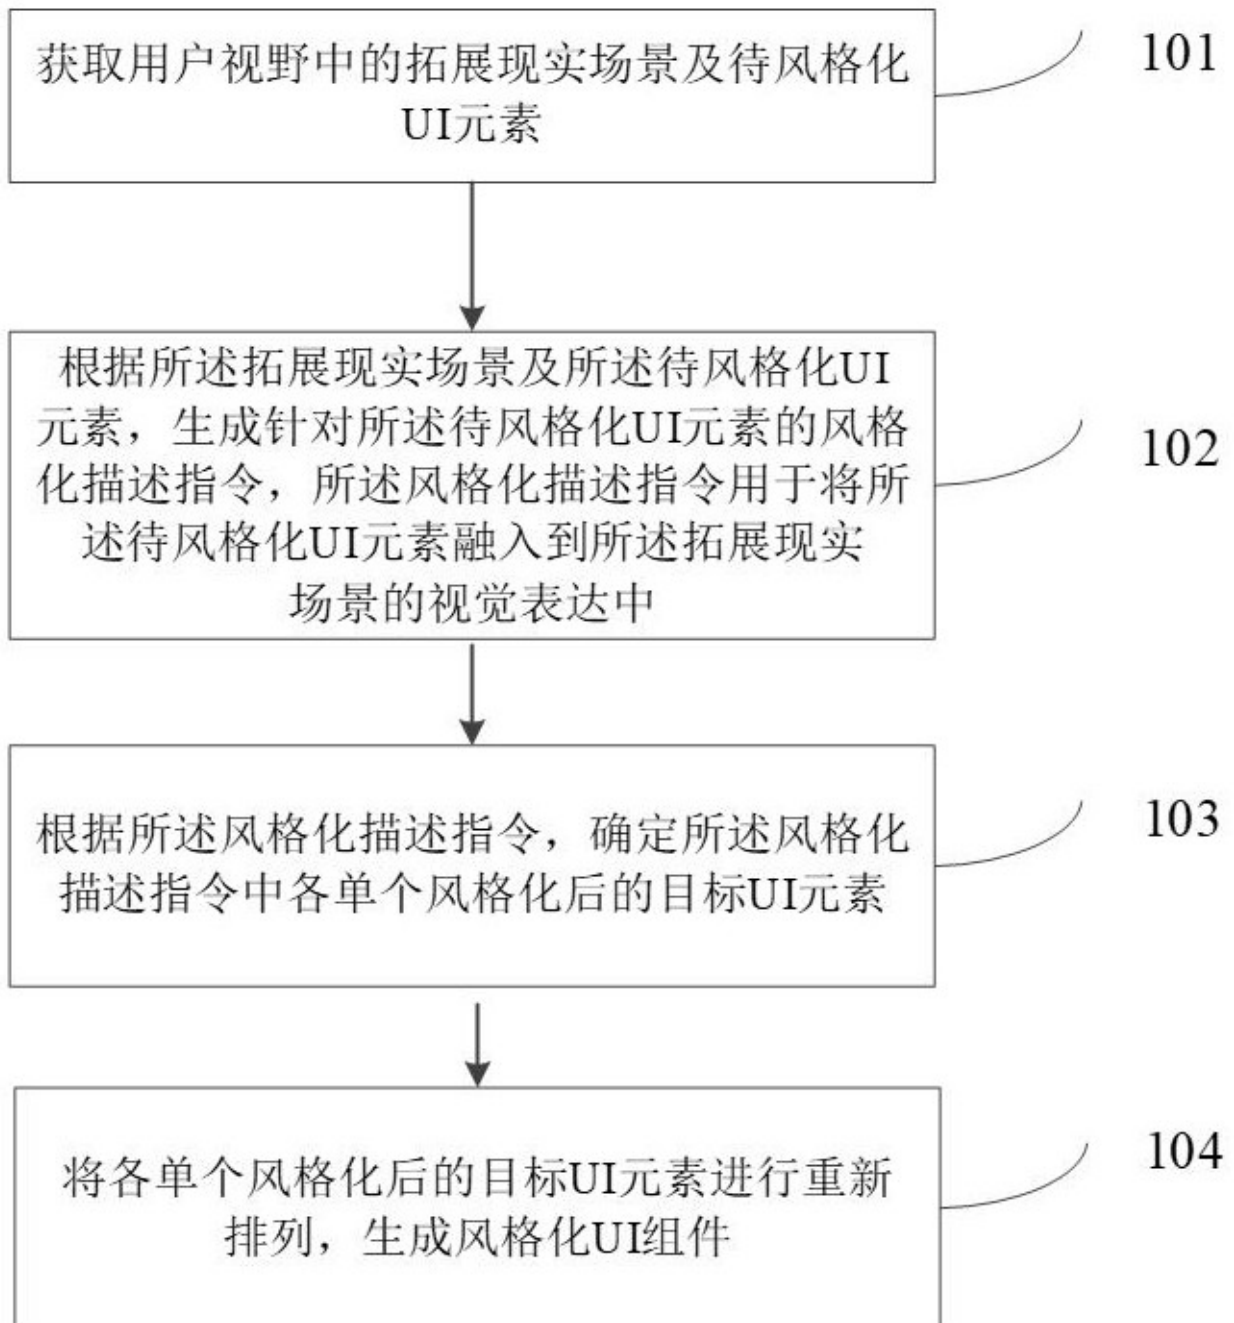 获取用户视野中的拓展现实场景及待风格化
UI元素
101
根据所述拓展现实场景及所述待风格化UI
元素，生成针对所述待风格化UI元素的风格
化描述指令，所述风格化描述指令用于将所
述待风格化UI元素融入到所述拓展现实
场景的视觉表达中
102
根据所述风格化描述指令，确定所述风格化
描述指令中各单个风格化后的目标UI元素
103
将各单个风格化后的目标UI元素进行重新
排列，生成风格化UI组件
104